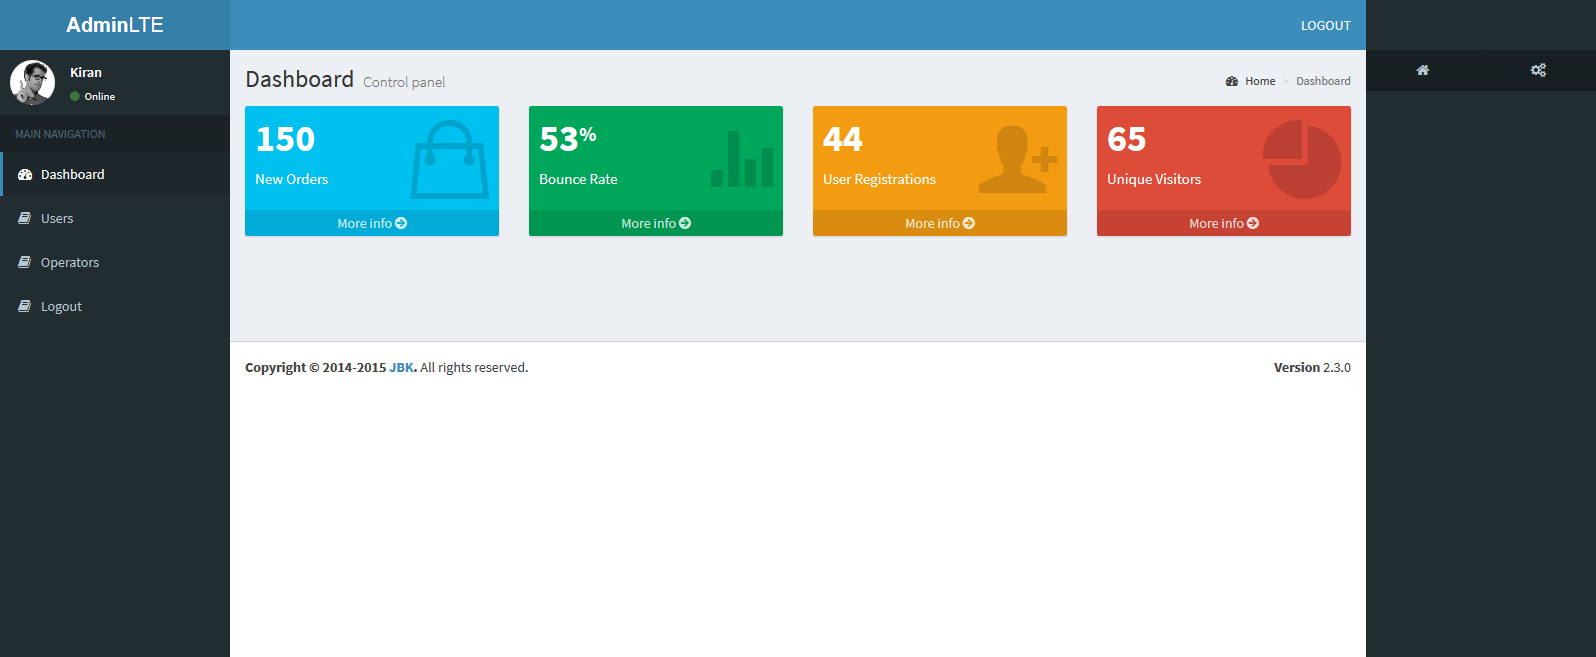 AdminLTE
LOGOUT
Kiran
Online
MAIN NAVIGATION
Dashboard
Users
Operators
Logout
Dashboard Control panel
Home > Dashboard
150
New Orders
More info
53%
Bounce Rate
More info
44
User Registrations
More info
65
Unique Visitors
More info
Copyright © 2014-2015 JBK. All rights reserved.
Version 2.3.0